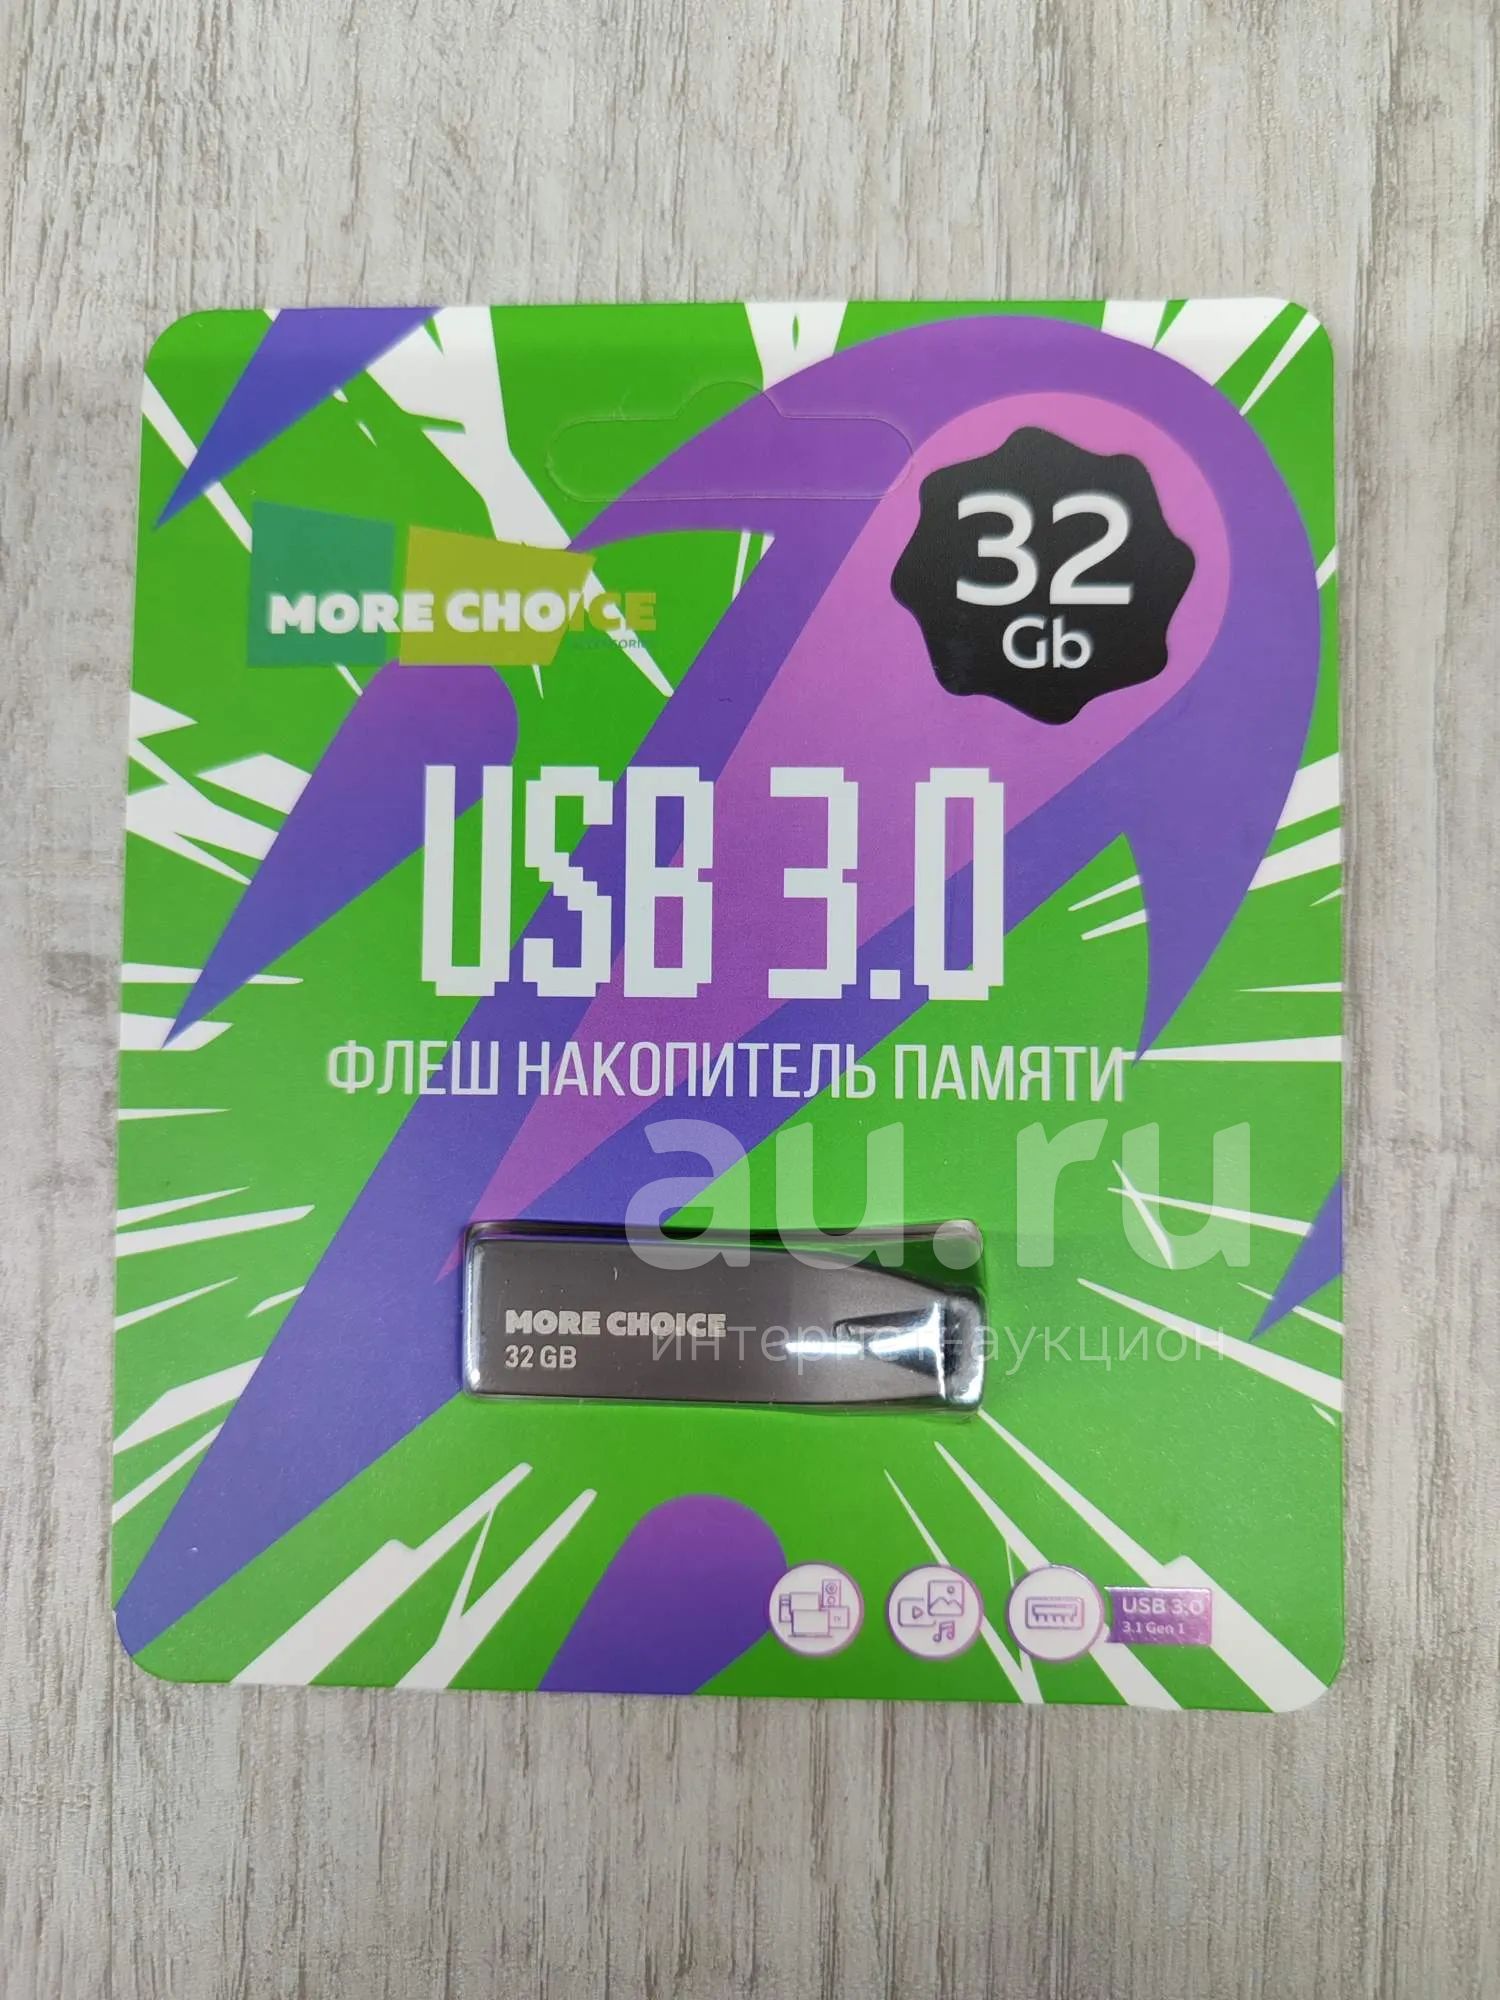 32
Gb
MORE CHOICE
USB 3.0
ФЛЕШ НАКОПИТЕЛЬ ПАМЯТИ
au.ru
интернет-аукцион
MORE CHOICE
32 GB
USB 3.0
3.1 Gen 1